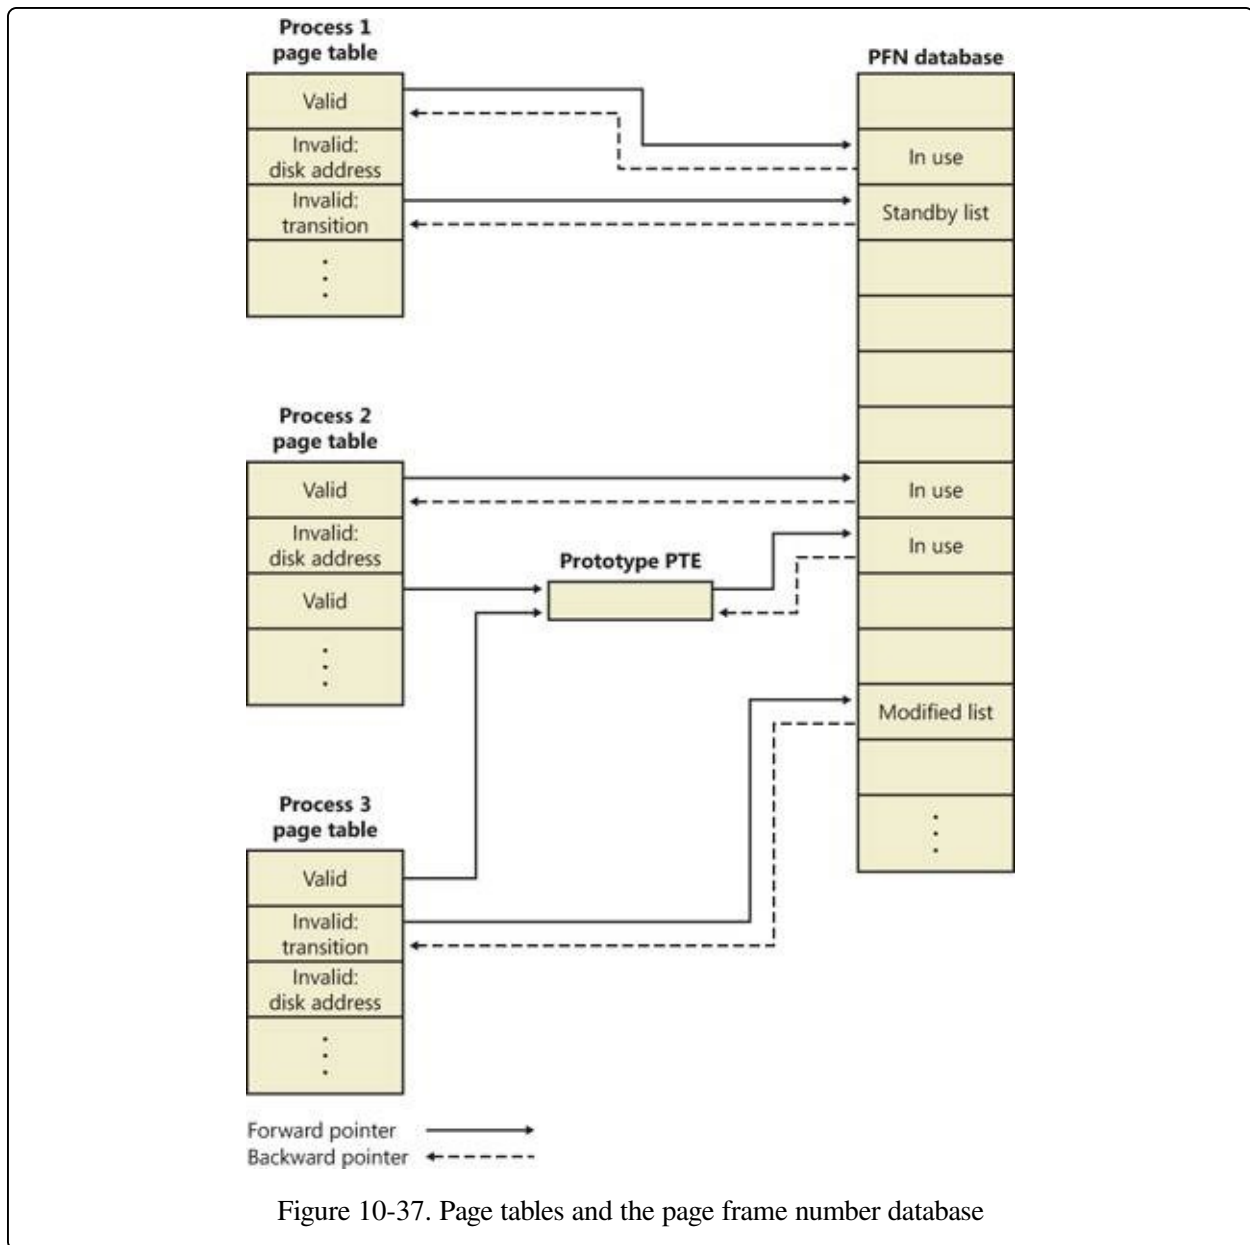 Process 1
page table
Valid
Invalid:
disk address
Invalid:
transition
PFN database
In use
Standby list
In use
In use
Modified list
Process 2
page table
Valid
Invalid:
disk address
Valid
Prototype PTE
Process 3
page table
Valid
Invalid:
transition
Invalid:
disk address
Forward pointer
Backward pointer
Figure 10-37. Page tables and the page frame number database